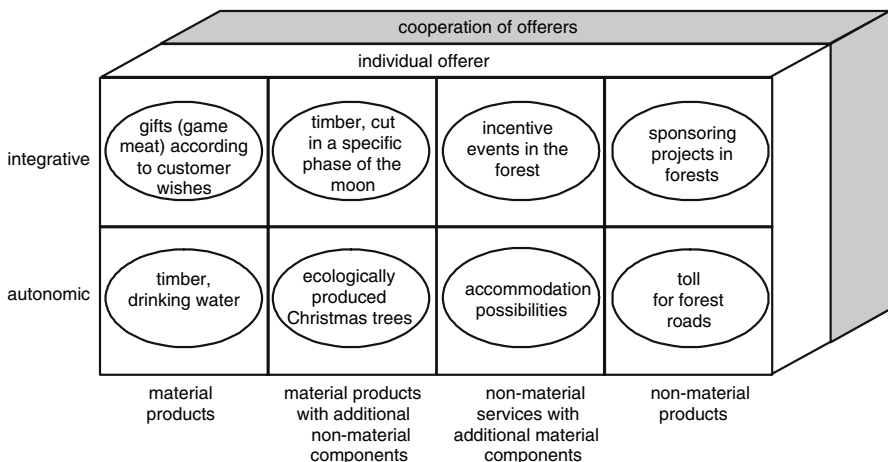 cooperation of offerers
individual offerer
integrative
gifts (game
meat) according
to customer
wishes
timber, cut
in a specific
phase of the
moon
incentive
events in the
forest
sponsoring
projects in
forests
autonomic
timber,
drinking water
ecologically
produced
Christmas trees
accommodation
possibilities
toll
for forest
roads
material
products
material products
with additional
non-material
components
non-material
services with
additional material
components
non-material
products